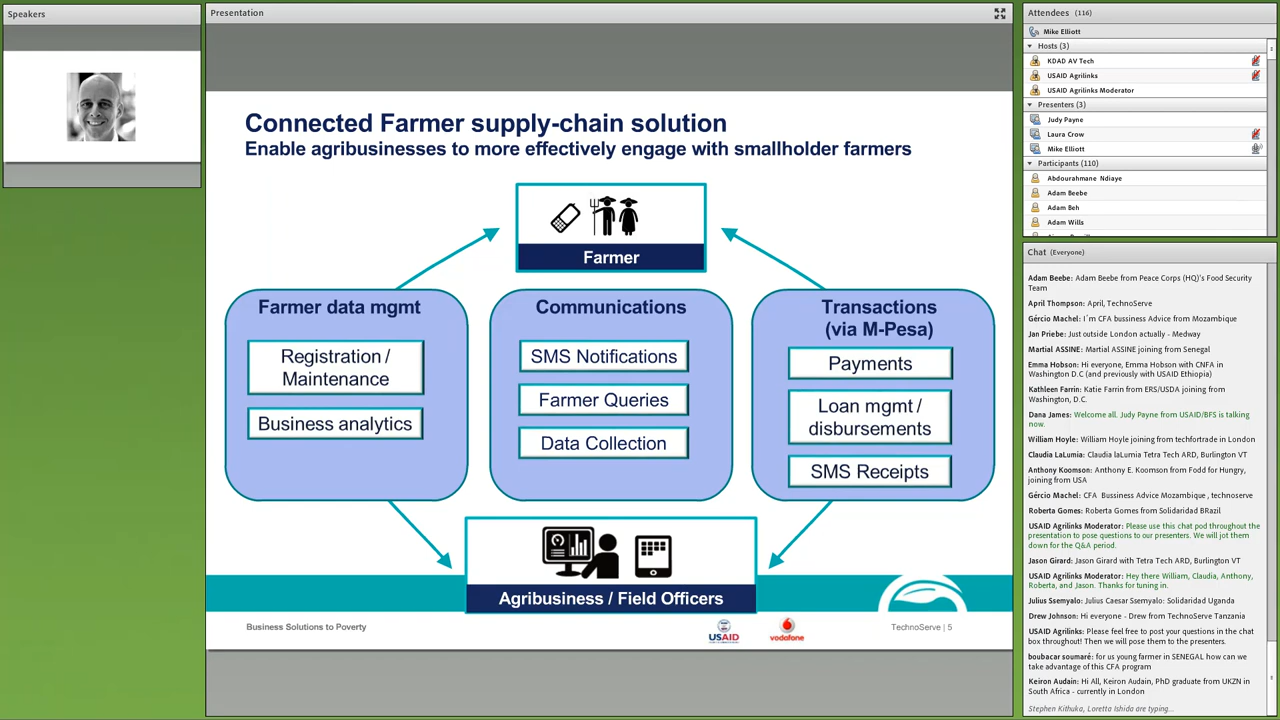 Speakers
Presentation
Connected Farmer supply-chain solution
Enable agribusinesses to more effectively engage with smallholder farmers
Farmer
Farmer data mgmt
Registration /
Maintenance
Business analytics
Communications
SMS Notifications
Farmer Queries
Data Collection
Transactions
(via M-Pesa)
Payments
Loan mgmt /
disbursements
SMS Receipts
Agribusiness / Field Officers
Business Solutions to Poverty
USAID
vodafone
TechnoServe | 5
Attendees (116)
Mike Elliott
Hosts (3)
KDAD AV Tech
USAID Agrilinks
USAID Agrilinks Moderator
Presenters (3)
Judy Payne
Laura Crow
Mike Elliott
Participants (110)
Abdourahmane Ndiaye
Adam Beebe
Adam Beh
Adam Wills
Chat (Everyone)
Adam Beebe: Adam Beebe from Peace Corps (HQ)'s Food Security
Team
April Thompson: April, TechnoServe
Gércio Machel: I´m CFA bussiness Advice from Mozambique
Jan Priebe: Just outside London actually - Medway
Martial ASSINE: Martial ASSINE joining from Senegal
Emma Hobson: Hi everyone, Emma Hobson with CNFA in
Washington D.C (and previously with USAID Ethiopia)
Kathleen Farrin: Katie Farrin from ERS/USDA joining from
Washington, D.C.
Dana James: Welcome all. Judy Payne from USAID/BFS is talking
now.
William Hoyle: William Hoyle joining from techfortrade in London
Claudia LaLumia: Claudia laLumia Tetra Tech ARD, Burlington VT
Anthony Koomson: Anthony E. Koomson from Fodd for Hungry,
joining from USA
Gércio Machel: CFA Bussiness Advice Mozambique , technoserve
Roberta Gomes: Roberta Gomes from Solidaridad BRazil
USAID Agrilinks Moderator: Please use this chat pod throughout the
presentation to pose questions to our presenters. We will jot them
down for the Q&A period.
Jason Girard: Jason Girard with Tetra Tech ARD, Burlington VT
USAID Agrilinks Moderator: Hey there William, Claudia, Anthony,
Roberta, and Jason. Thanks for tuning in.
Julius Ssemyalo: Julius Caesar Ssemyalo: Solidaridad Uganda
Drew Johnson: Hi everyone - Drew from TechnoServe Tanzania
USAID Agrilinks: Please feel free to post your questions in the chat
box throughout! Then we will pose them to the presenters.
boubacar soumaré: for us young farmer in SENEGAL how can we
take advantage of this CFA program
Keiron Audain: Hi All, Keiron Audain, PhD graduate from UKZN in
South Africa - currently in London
Stephen Kithuka, Loretta Ishida are typing...